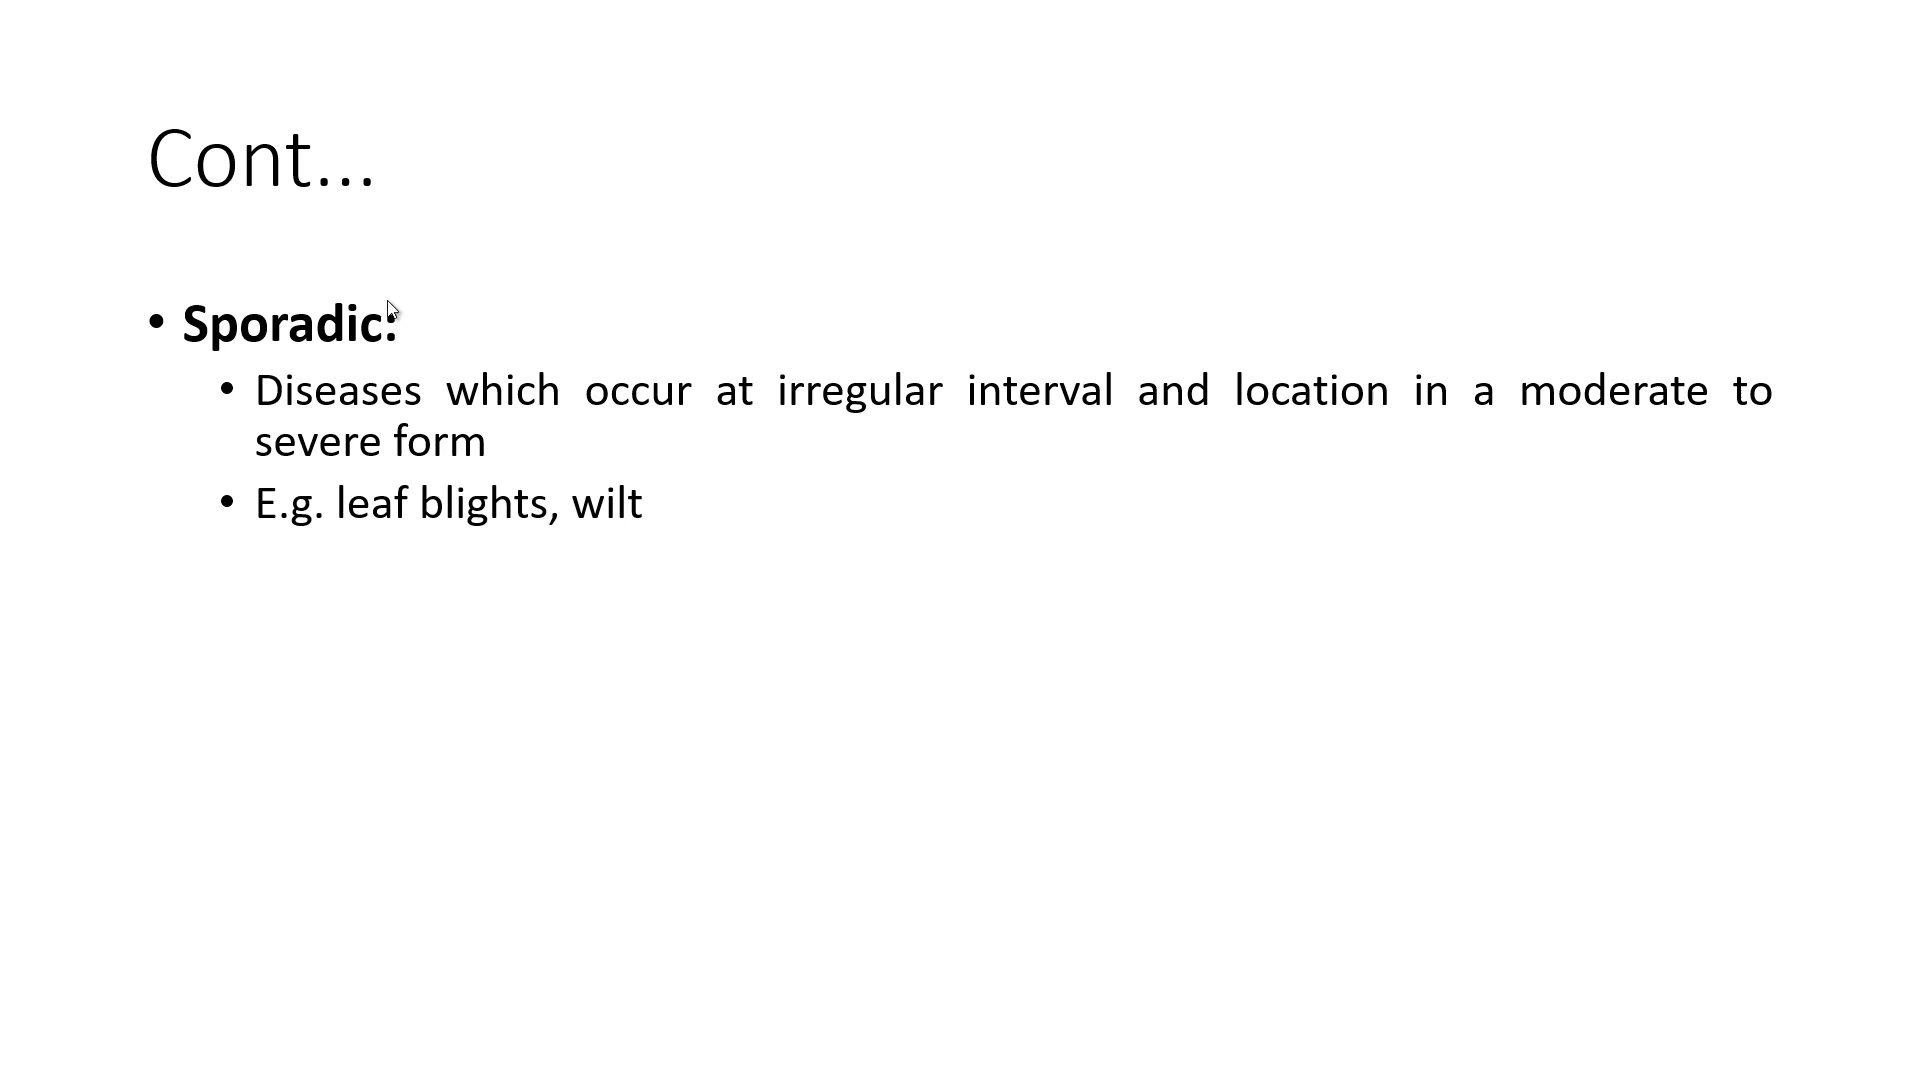 Cont...
• Sporadic:
• Diseases which occur at irregular interval and location in a moderate to
severe form
• E.g. leaf blights, wilt